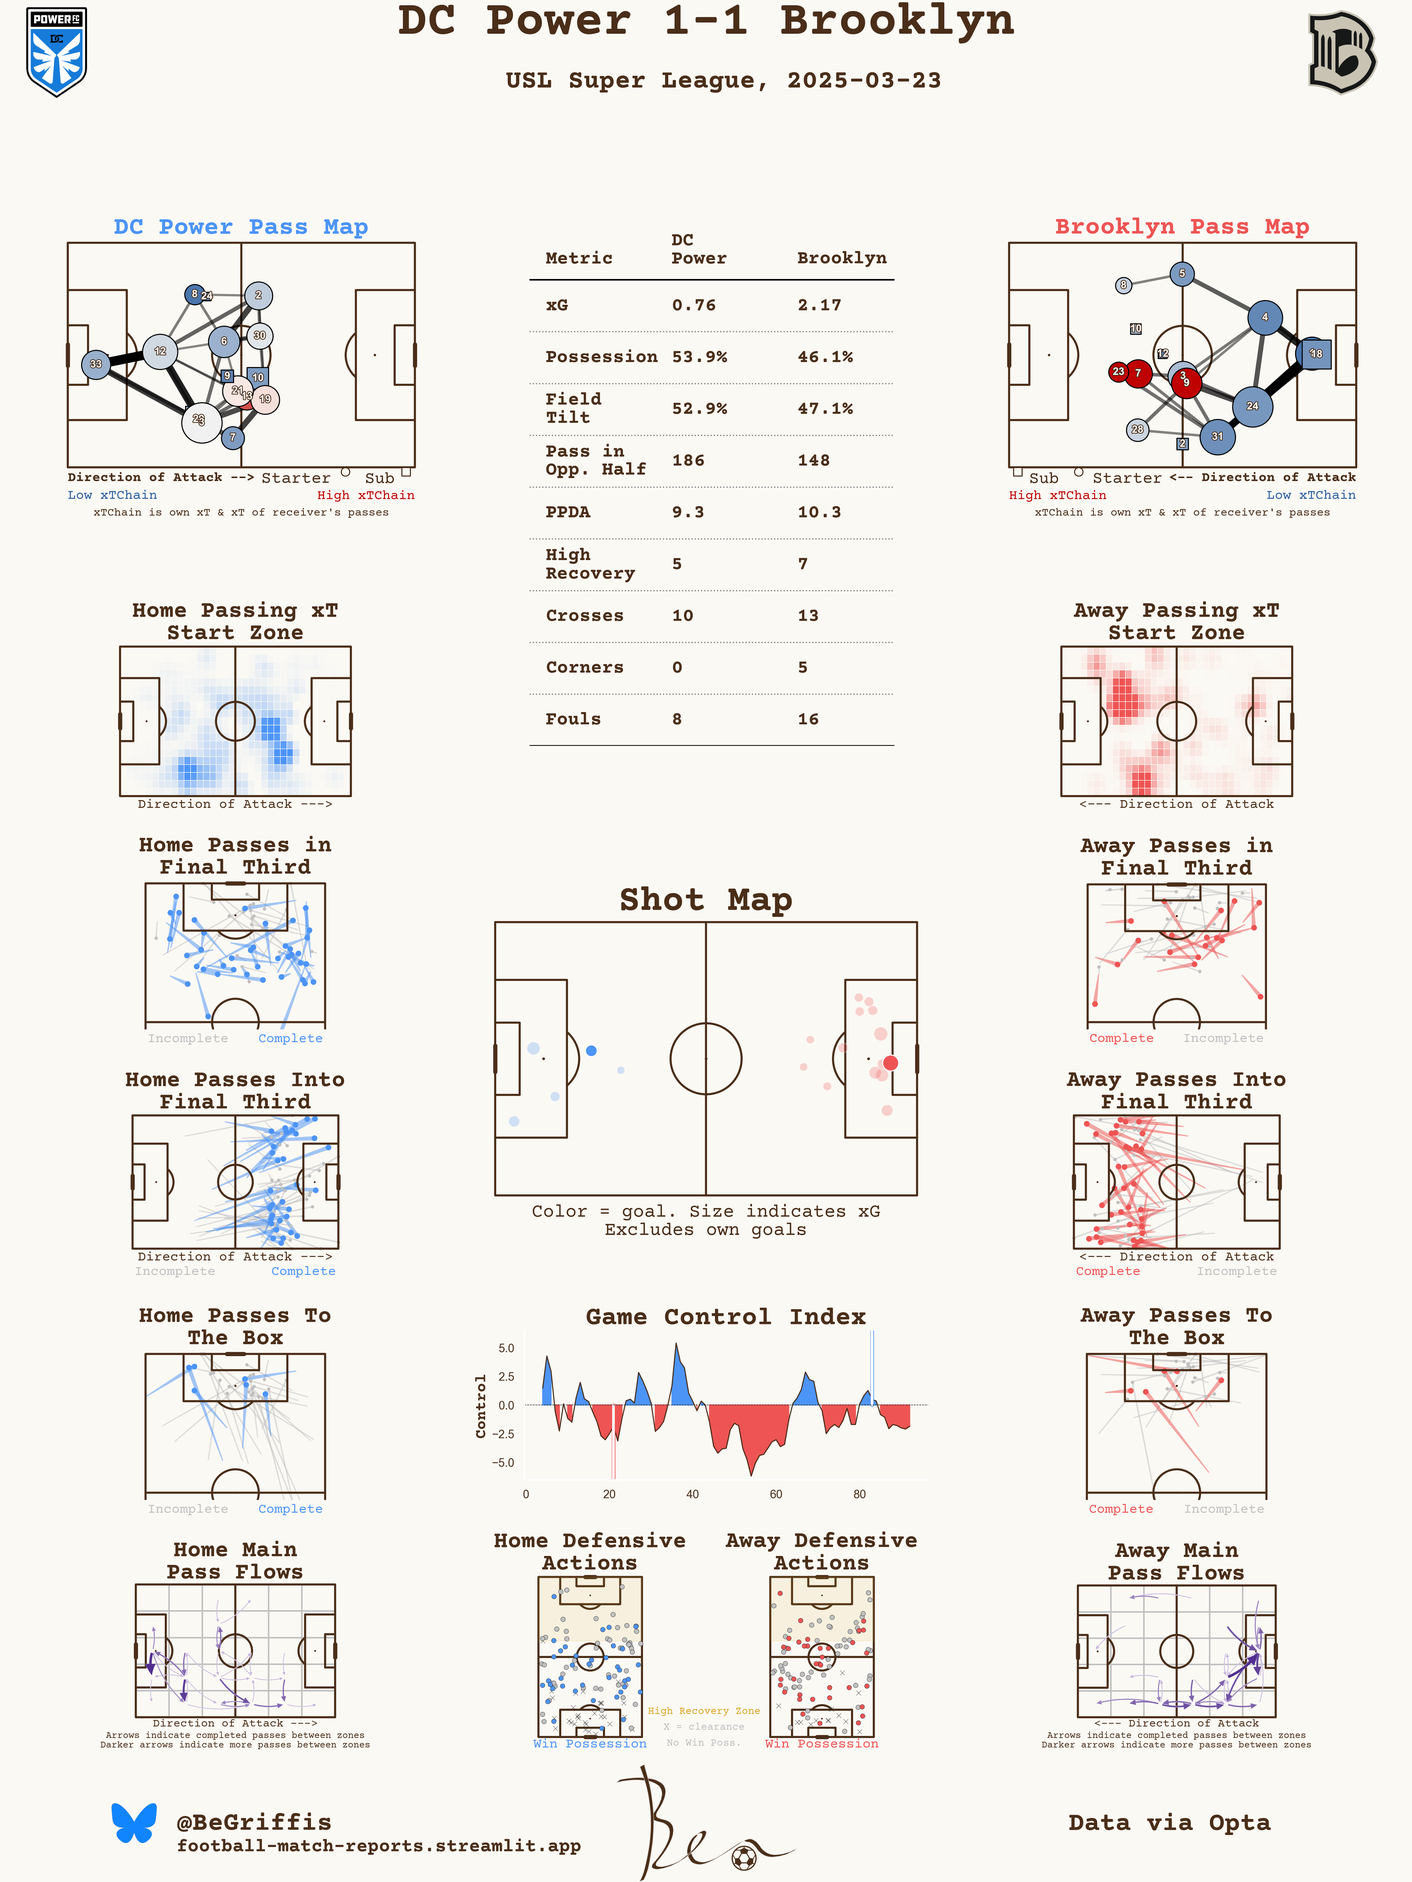 DC Power 1-1 Brooklyn
USL Super League, 2025-03-23
POWER FC
DC
B
DC Power Pass Map
8
24
2
30
6
12
33
9
10
21
13
19
7
Direction of Attack --> Starter Sub
Low xTChain High xTChain
xTChain is own xT & xT of receiver's passes
Metric DC Power Brooklyn
xG 0.76 2.17
Possession 53.9% 46.1%
Field Tilt 52.9% 47.1%
Pass in Opp. Half 186 148
PPDA 9.3 10.3
High Recovery 5 7
Crosses 10 13
Corners 0 5
Fouls 8 16
Brooklyn Pass Map
5
8
4
10
12
18
23
7
3
9
24
28
31
2
Sub Starter <-- Direction of Attack
High xTChain Low xTChain
xTChain is own xT & xT of receiver's passes
Home Passing xT
Start Zone
Direction of Attack --->
Away Passing xT
Start Zone
<--- Direction of Attack
Home Passes in
Final Third
Incomplete Complete
Away Passes in
Final Third
Complete Incomplete
Shot Map
Color = goal. Size indicates xG
Excludes own goals
Home Passes Into
Final Third
Direction of Attack --->
Incomplete Complete
Away Passes Into
Final Third
<--- Direction of Attack
Complete Incomplete
Home Passes To
The Box
Incomplete Complete
Game Control Index
Control
5.0
2.5
0.0
−2.5
−5.0
0 20 40 60 80
Away Passes To
The Box
Complete Incomplete
Home Main
Pass Flows
Direction of Attack --->
Arrows indicate completed passes between zones
Darker arrows indicate more passes between zones
Home Defensive
Actions
Win Possession
High Recovery Zone
X = clearance
No Win Poss.
Away Defensive
Actions
Win Possession
Away Main
Pass Flows
<--- Direction of Attack
Arrows indicate completed passes between zones
Darker arrows indicate more passes between zones
@BeGriffis
football-match-reports.streamlit.app
Ben
Data via Opta